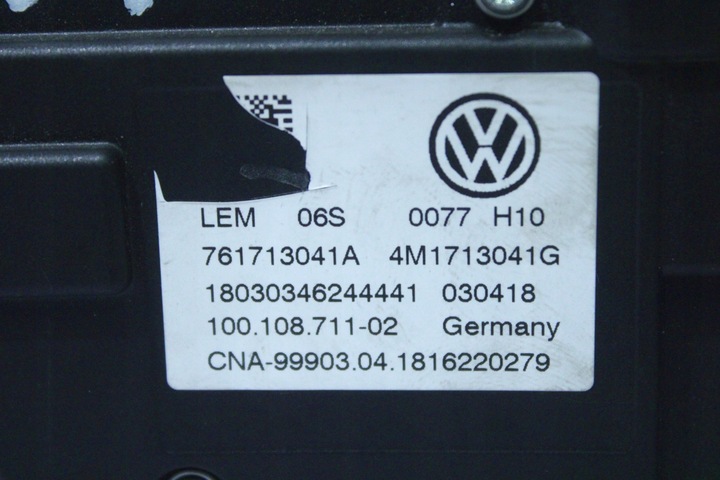 LEM 06S 0077 H10
761713041A 4M1713041G
18030346244441 030418
100.108.711-02 Germany
CNA-99903.04.1816220279